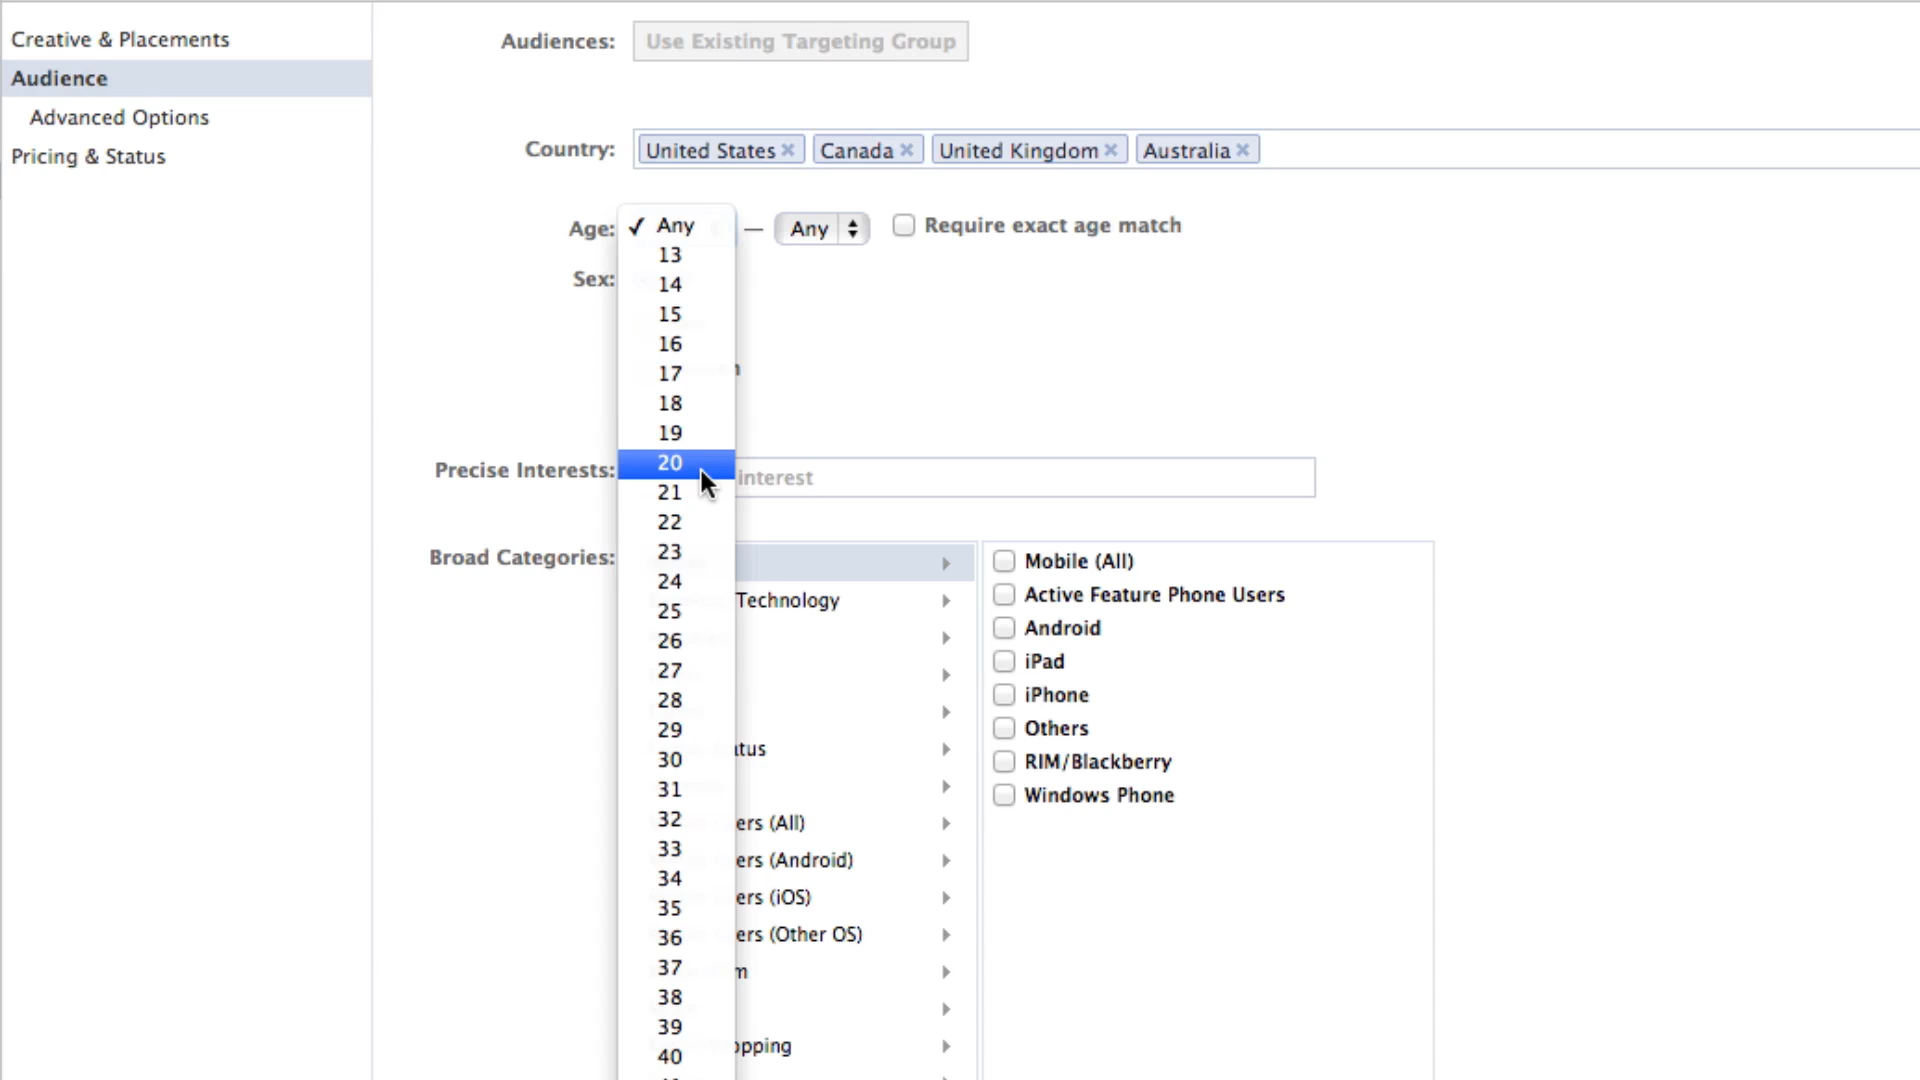 Creative & Placements
Audience
Advanced Options
Pricing & Status
Audiences: Use Existing Targeting Group
Country: United States × Canada × United Kingdom × Australia ×
Age: ✓ Any — Any Require exact age match
13
Sex: 14
15
16
17
18
19
Precise Interests: 20 interest
21
22
23
24
25
26
27
28
29
30
31
32
33
34
35
36
37
38
39
40
Broad Categories:
Technology
ers (All)
ers (Android)
ers (iOS)
ers (Other OS)
Mobile (All)
Active Feature Phone Users
Android
iPad
iPhone
Others
RIM/Blackberry
Windows Phone